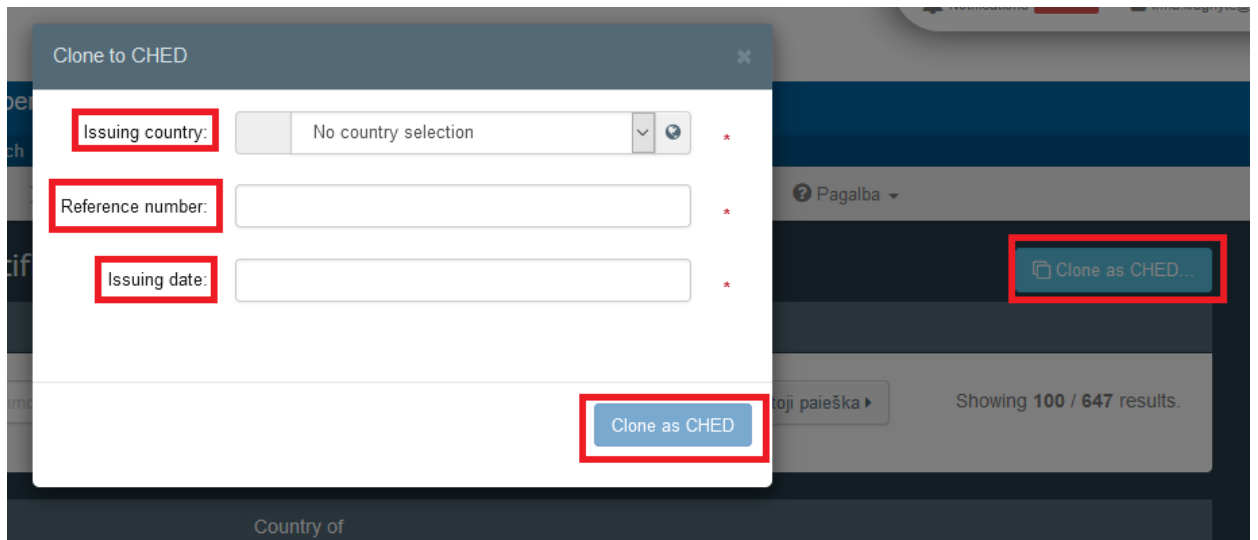 Notifications
Clone to CHED
Issuing country:
No country selection
*
Reference number:
*
Pagalba
Issuing date:
*
Clone as CHED...
Clone as CHED
toji paieška
Showing 100 / 647 results.
Country of